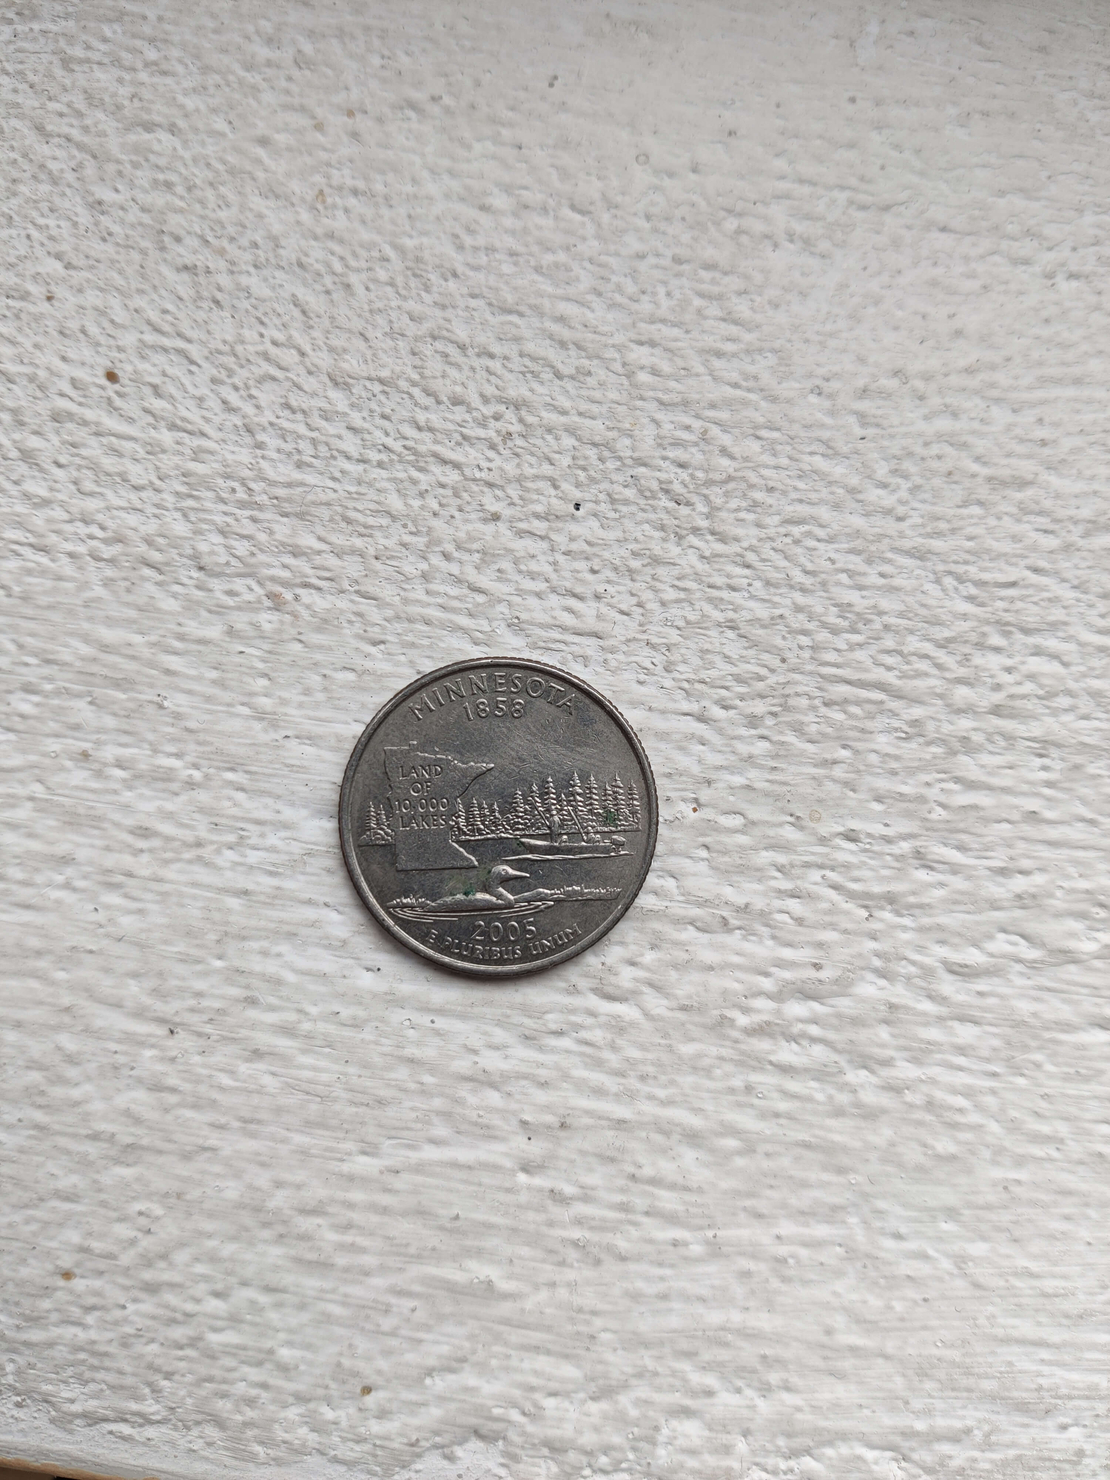 MINNESOTA
1858
LAND
OF
10,000
LAKES
2005
E PLURIBUS UNUM